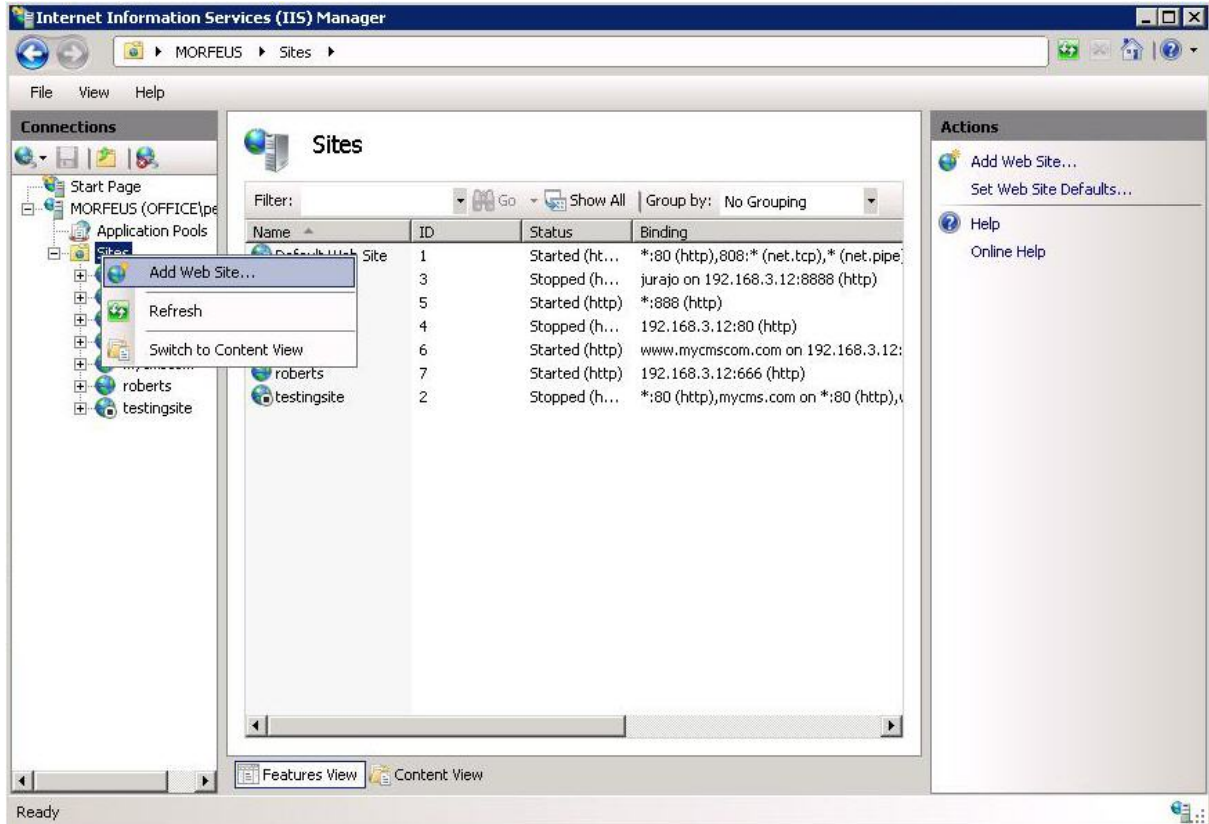 Internet Information Services (IIS) Manager
MORFEUS Sites
File View Help
Connections
Start Page
MORFEUS (OFFICE\pe
Application Pools
Sites
Add Web Site...
Refresh
Switch to Content View
roberts
testingsite
Sites
Filter: Go Show All Group by: No Grouping
Name ID Status Binding
Default Web Site 1 Started (ht... *:80 (http),808:* (net.tcp),* (net.pipe)
3 Stopped (h... jurajo on 192.168.3.12:8888 (http)
5 Started (http) *:888 (http)
4 Stopped (h... 192.168.3.12:80 (http)
6 Started (http) www.mycmscom.com on 192.168.3.12:
roberts 7 Started (http) 192.168.3.12:666 (http)
testingsite 2 Stopped (h... *:80 (http),mycms.com on *:80 (http),
Features View Content View
Actions
Add Web Site...
Set Web Site Defaults...
Help
Online Help
Ready